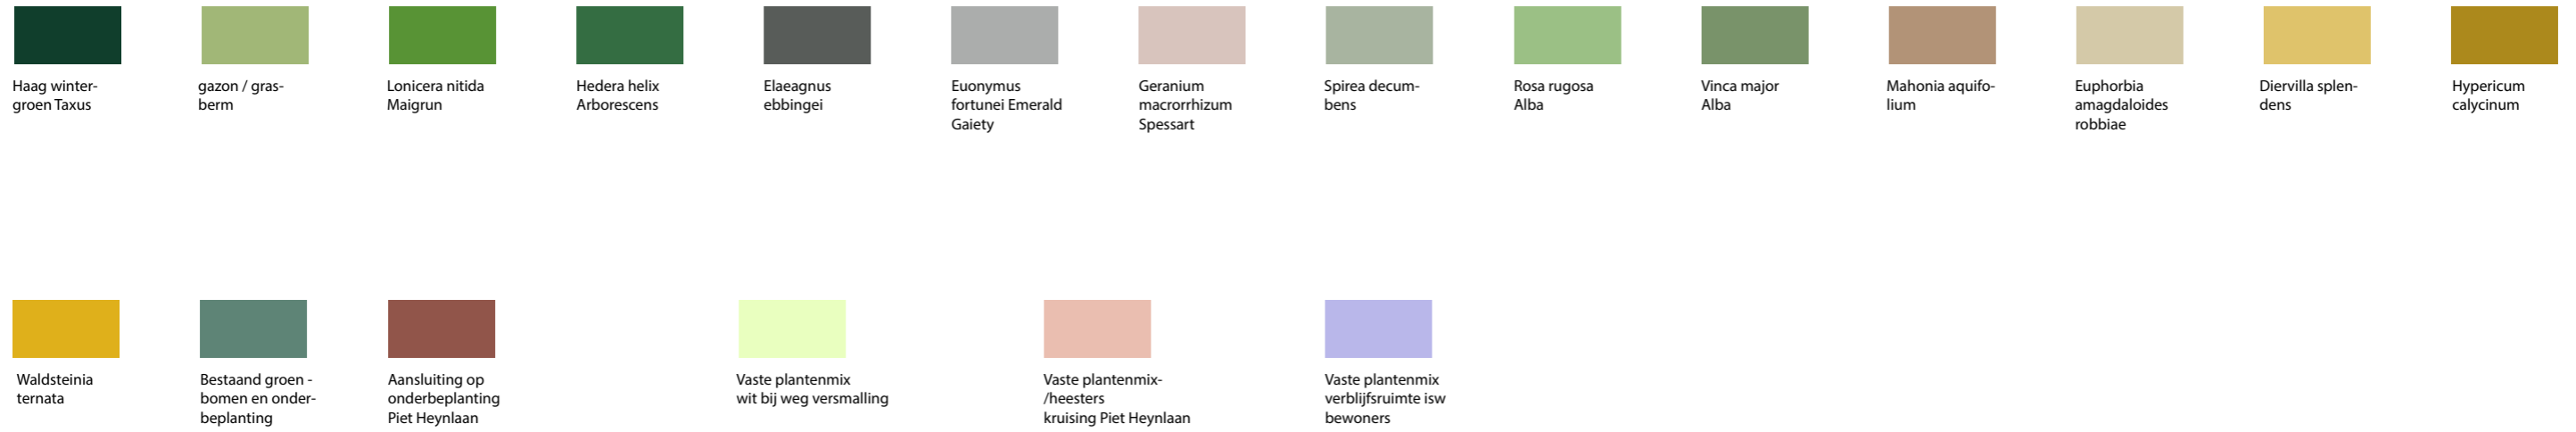 Haag winter-
groen Taxus
gazon / gras-
berm
Lonicera nitida
Maigrun
Hedera helix
Arborescens
Elaeagnus
ebbingei
Euonymus
fortunei Emerald
Gaiety
Geranium
macrorrhizum
Spessart
Spirea decum-
bens
Rosa rugosa
Alba
Vinca major
Alba
Mahonia aquifo-
lium
Euphorbia
amagdaloides
robbiae
Diervilla splen-
dens
Hypericum
calycinum
Waldsteinia
ternata
Bestaand groen -
bomen en onder-
beplanting
Aansluiting op
onderbeplanting
Piet Heynlaan
Vaste plantenmix
wit bij weg versmalling
Vaste plantenmix-
/heesters
kruising Piet Heynlaan
Vaste plantenmix
verblijfsruimte isw
bewoners